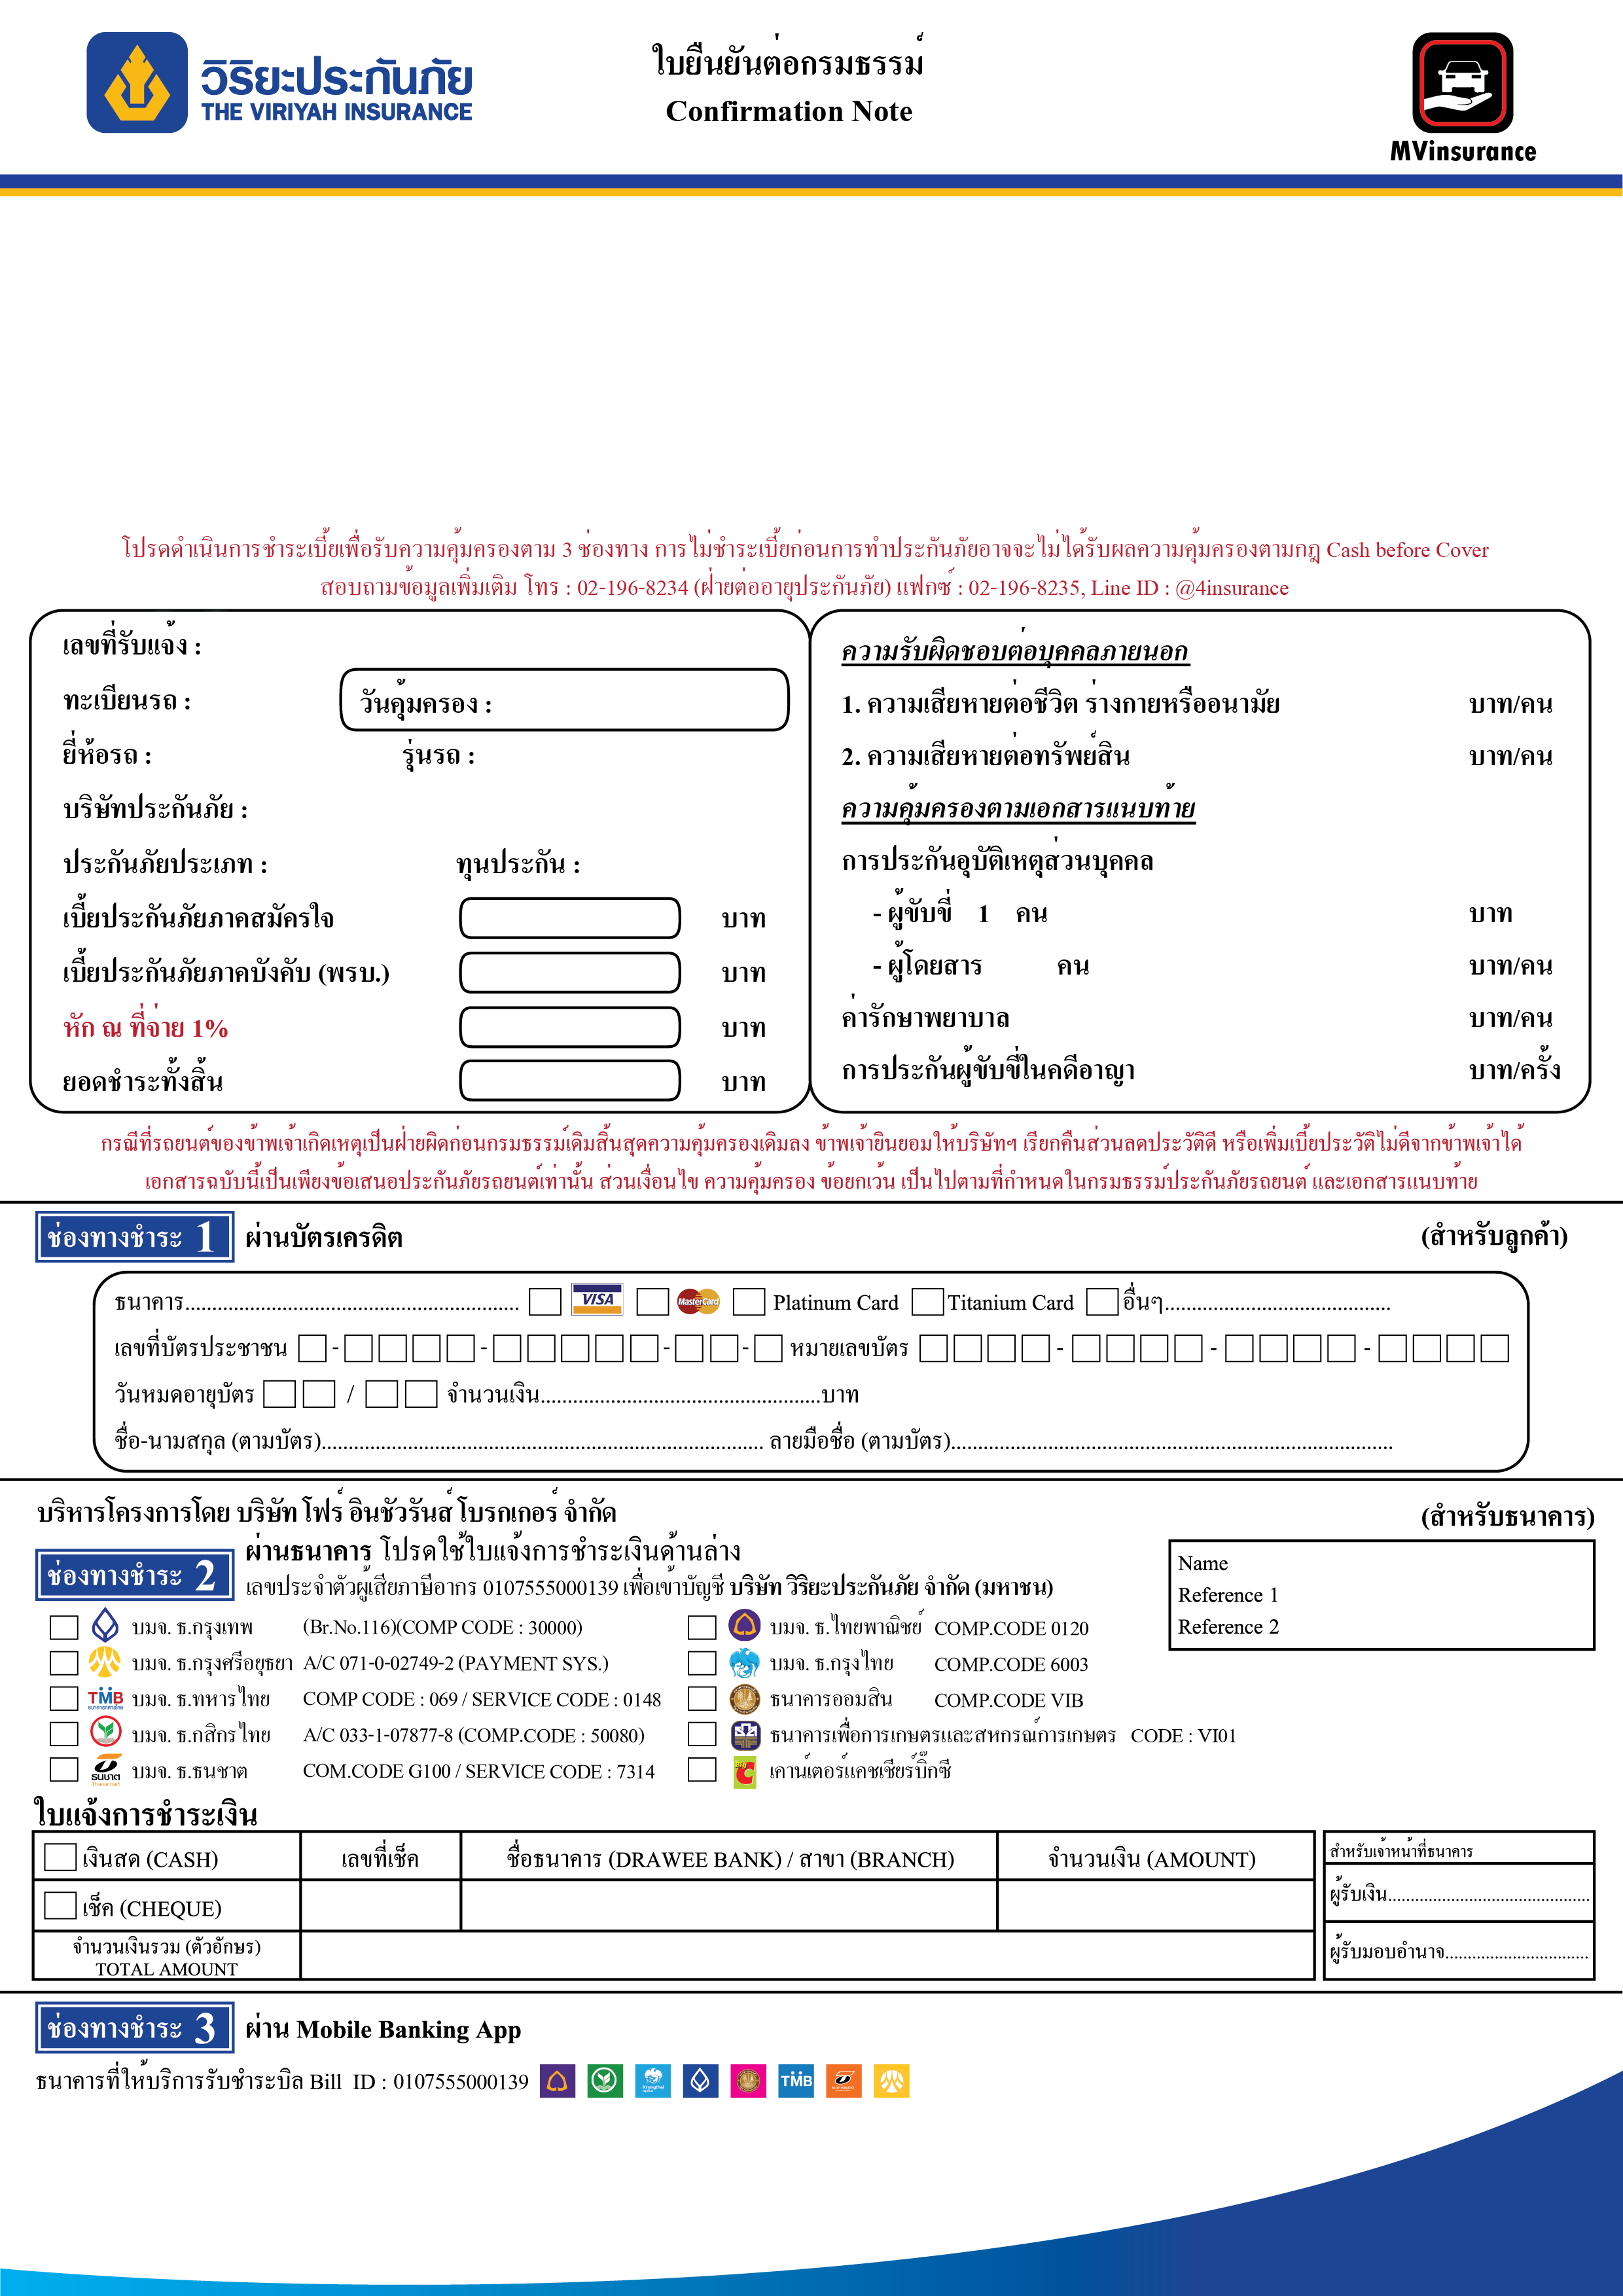 วิริยะประกันภัย
THE VIRIYAH INSURANCE
ใบยืนยันต่อกรมธรรม์
Confirmation Note
MVinsurance
โปรดดำเนินการชำระเบี้ยเพื่อรับความคุ้มครองตาม 3 ช่องทาง การไม่ชำระเบี้ยก่อนการทำประกันภัยอาจจะไม่ได้รับผลความคุ้มครองตามกฎ Cash before Cover
สอบถามข้อมูลเพิ่มเติม โทร : 02-196-8234 (ฝ่ายต่ออายุประกันภัย) แฟกซ์ : 02-196-8235, Line ID : @4insurance
เลขที่รับแจ้ง :
ทะเบียนรถ : วันคุ้มครอง :
ยี่ห้อรถ : รุ่นรถ :
บริษัทประกันภัย :
ประกันภัยประเภท : ทุนประกัน :
เบี้ยประกันภัยภาคสมัครใจ บาท
เบี้ยประกันภัยภาคบังคับ (พรบ.) บาท
หัก ณ ที่จ่าย 1% บาท
ยอดชำระทั้งสิ้น บาท
ความรับผิดชอบต่อบุคคลภายนอก
1. ความเสียหายต่อชีวิต ร่างกายหรืออนามัย บาท/คน
2. ความเสียหายต่อทรัพย์สิน บาท/คน
ความคุ้มครองตามเอกสารแนบท้าย
การประกันอุบัติเหตุส่วนบุคคล
- ผู้ขับขี่ 1 คน บาท
- ผู้โดยสาร คน บาท/คน
ค่ารักษาพยาบาล บาท/คน
การประกันผู้ขับขี่ในคดีอาญา บาท/ครั้ง
กรณีที่รถยนต์ของข้าพเจ้าเกิดเหตุเป็นฝ่ายผิดก่อนกรมธรรม์เดิมสิ้นสุดความคุ้มครองเดิมลง ข้าพเจ้ายินยอมให้บริษัทฯ เรียกคืนส่วนลดประวัติดี หรือเพิ่มเบี้ยประวัติไม่ดีจากข้าพเจ้าได้
เอกสารฉบับนี้เป็นเพียงข้อเสนอประกันภัยรถยนต์เท่านั้น ส่วนเงื่อนไข ความคุ้มครอง ข้อยกเว้น เป็นไปตามที่กำหนดในกรมธรรม์ประกันภัยรถยนต์ และเอกสารแนบท้าย
ช่องทางชำระ 1 ผ่านบัตรเครดิต (สำหรับลูกค้า)
ธนาคาร.............................................................. VISA MasterCard Platinum Card Titanium Card อื่นๆ..........................................
เลขที่บัตรประชาชน - - - - หมายเลขบัตร - - -
วันหมดอายุบัตร / จำนวนเงิน....................................................บาท
ชื่อ-นามสกุล (ตามบัตร).................................................................................. ลายมือชื่อ (ตามบัตร)..................................................................................
บริหารโครงการโดย บริษัท โฟร์ อินชัวรันส์ โบรกเกอร์ จำกัด (สำหรับธนาคาร)
ช่องทางชำระ 2 ผ่านธนาคาร โปรดใช้ใบแจ้งการชำระเงินด้านล่าง
เลขประจำตัวผู้เสียภาษีอากร 0107555000139 เพื่อเข้าบัญชี บริษัท วิริยะประกันภัย จำกัด (มหาชน)
Name
Reference 1
Reference 2
บมจ. ธ.กรุงเทพ (Br.No.116)(COMP CODE : 30000) บมจ. ธ.ไทยพาณิชย์ COMP.CODE 0120
บมจ. ธ.กรุงศรีอยุธยา A/C 071-0-02749-2 (PAYMENT SYS.) บมจ. ธ.กรุงไทย COMP.CODE 6003
TMB บมจ. ธ.ทหารไทย COMP CODE : 069 / SERVICE CODE : 0148 ธนาคารออมสิน COMP.CODE VIB
บมจ. ธ.กสิกรไทย A/C 033-1-07877-8 (COMP.CODE : 50080) ธนาคารเพื่อการเกษตรและสหกรณ์การเกษตร CODE : VI01
ธนชาต Thanachart บมจ. ธ.ธนชาต COM.CODE G100 / SERVICE CODE : 7314 เคาน์เตอร์แคชเชียร์บิ๊กซี
ใบแจ้งการชำระเงิน
เงินสด (CASH) เลขที่เช็ค ชื่อธนาคาร (DRAWEE BANK) / สาขา (BRANCH) จำนวนเงิน (AMOUNT)
เช็ค (CHEQUE)
จำนวนเงินรวม (ตัวอักษร)
TOTAL AMOUNT
สำหรับเจ้าหน้าที่ธนาคาร
ผู้รับเงิน...........................................
ผู้รับมอบอำนาจ...............................
ช่องทางชำระ 3 ผ่าน Mobile Banking App
ธนาคารที่ให้บริการรับชำระบิล Bill ID : 0107555000139 TMB